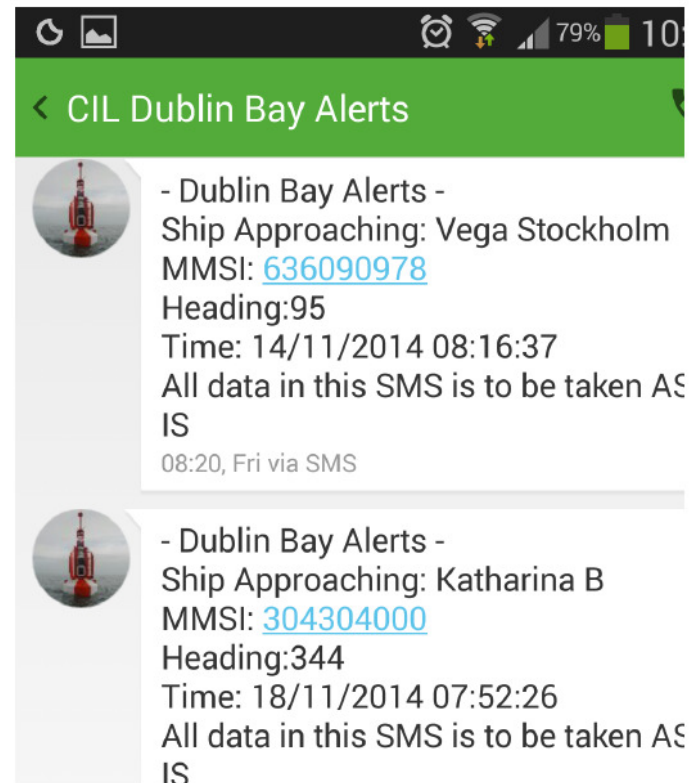 79% 10:
CIL Dublin Bay Alerts
- Dublin Bay Alerts -
Ship Approaching: Vega Stockholm
MMSI: 636090978
Heading:95
Time: 14/11/2014 08:16:37
All data in this SMS is to be taken AS
IS
08:20, Fri via SMS
- Dublin Bay Alerts -
Ship Approaching: Katharina B
MMSI: 304304000
Heading:344
Time: 18/11/2014 07:52:26
All data in this SMS is to be taken AS
IS